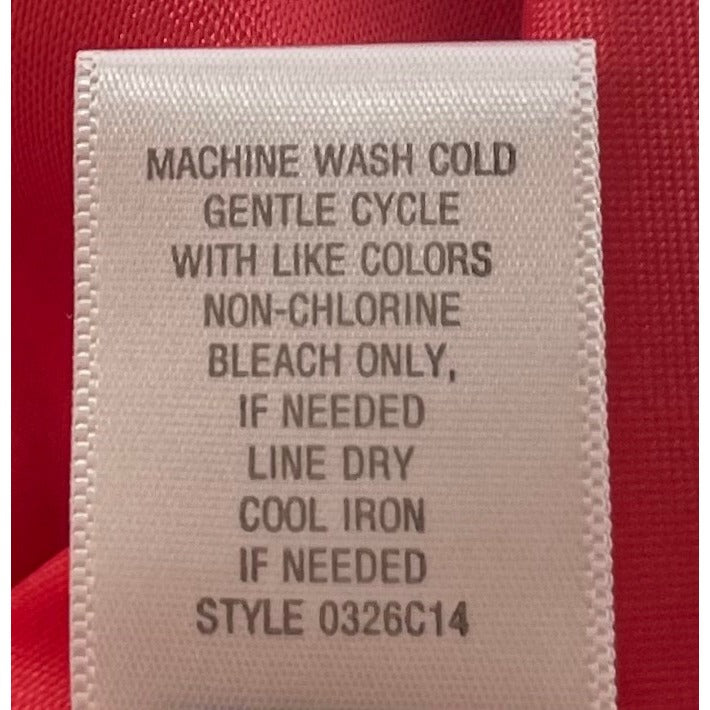 MACHINE WASH COLD
GENTLE CYCLE
WITH LIKE COLORS
NON-CHLORINE
BLEACH ONLY,
IF NEEDED
LINE DRY
COOL IRON
IF NEEDED
STYLE 0326C14